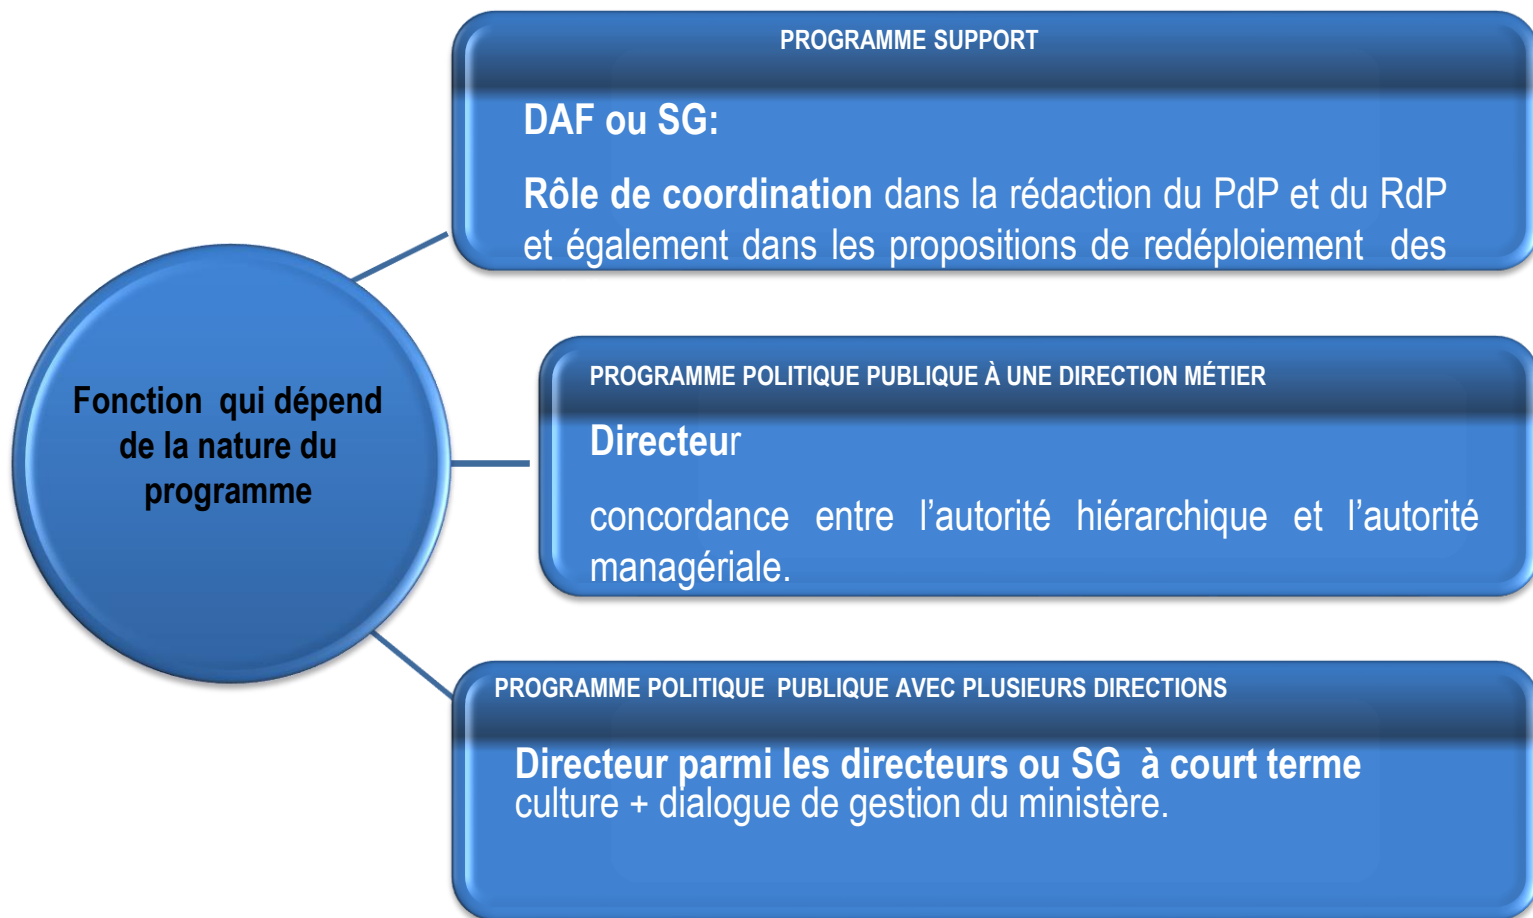 PROGRAMME SUPPORT
DAF ou SG:
Rôle de coordination dans la rédaction du PdP et du RdP
et également dans les propositions de redéploiement des
Fonction qui dépend
de la nature du
programme
PROGRAMME POLITIQUE PUBLIQUE À UNE DIRECTION MÉTIER
Directeur
concordance entre l’autorité hiérarchique et l’autorité
managériale.
PROGRAMME POLITIQUE PUBLIQUE AVEC PLUSIEURS DIRECTIONS
Directeur parmi les directeurs ou SG à court terme
culture + dialogue de gestion du ministère.